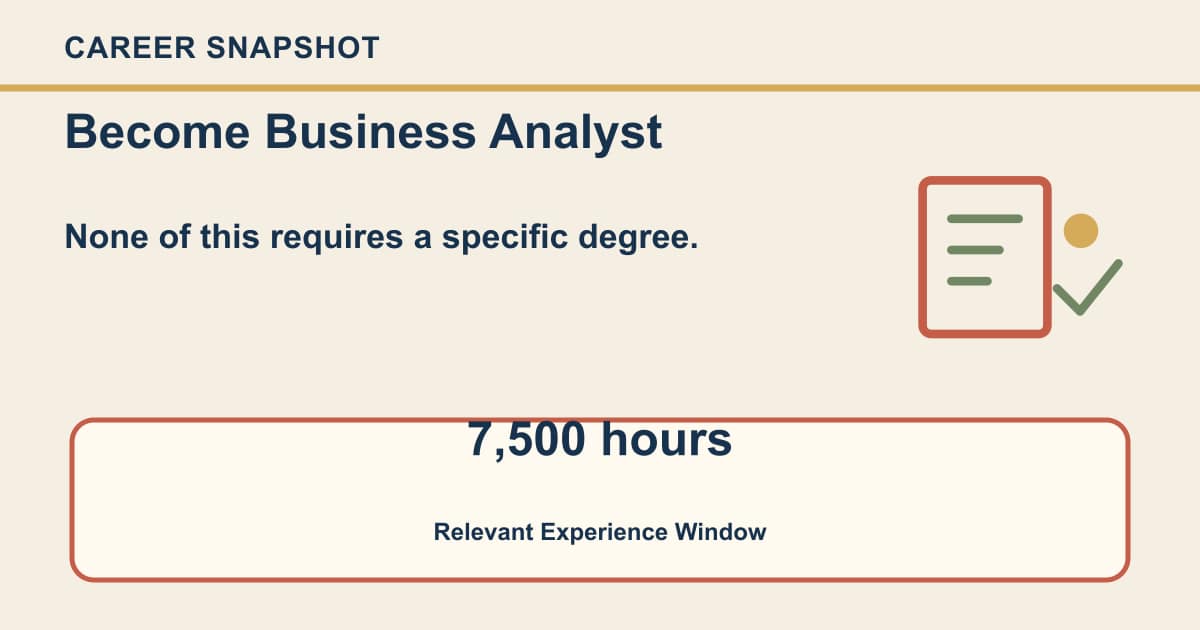 CAREER SNAPSHOT
Become Business Analyst
None of this requires a specific degree.
7,500 hours
Relevant Experience Window